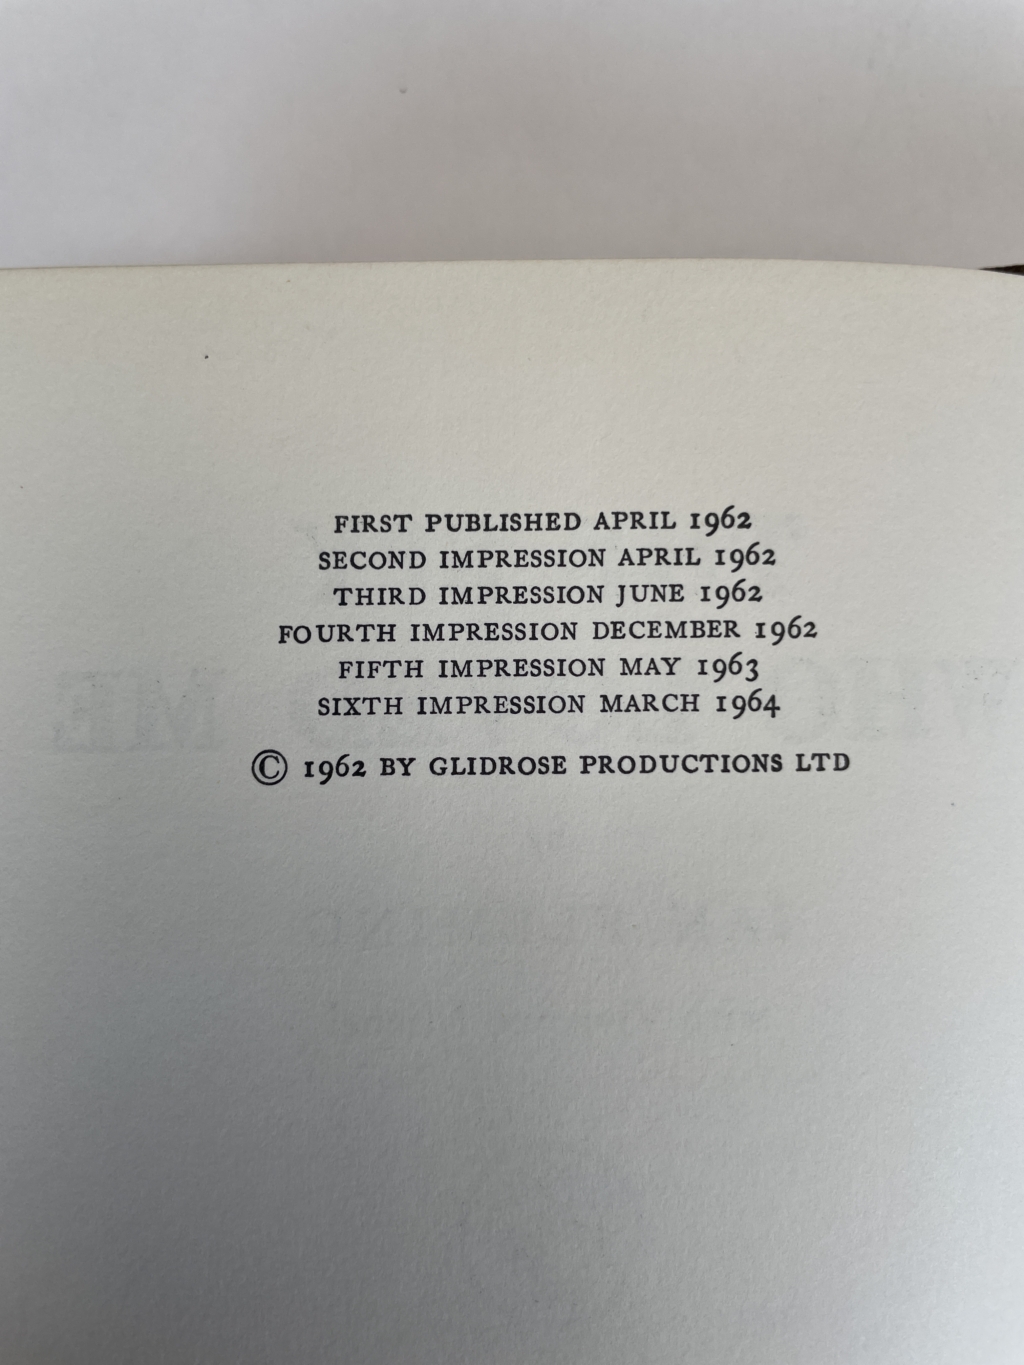 FIRST PUBLISHED APRIL 1962
SECOND IMPRESSION APRIL 1962
THIRD IMPRESSION JUNE 1962
FOURTH IMPRESSION DECEMBER 1962
FIFTH IMPRESSION MAY 1963
SIXTH IMPRESSION MARCH 1964
© 1962 BY GLIDROSE PRODUCTIONS LTD